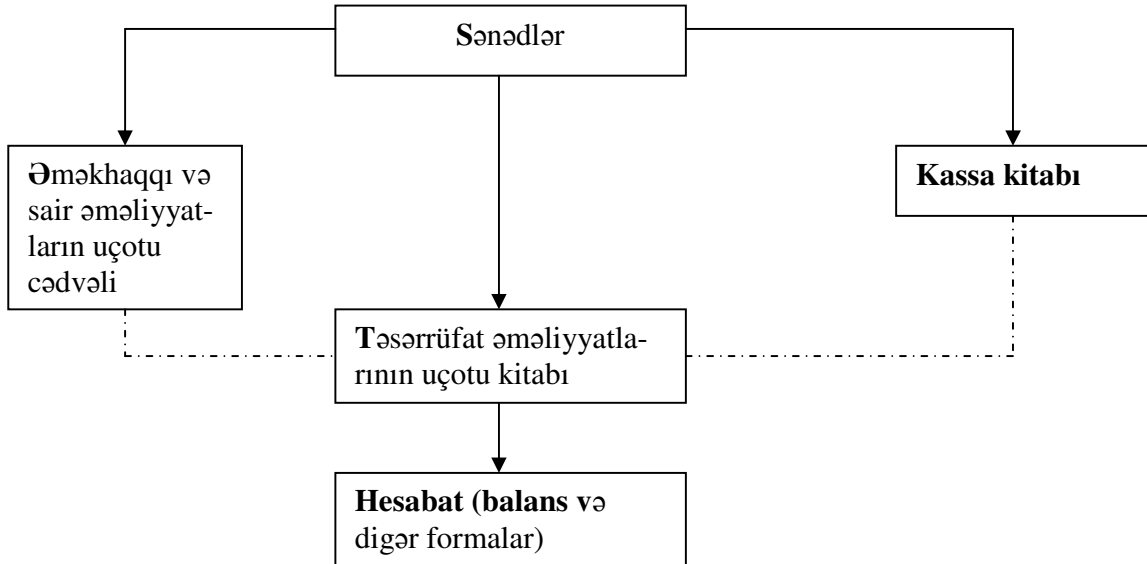 Sənədlər
Əməkhaqqı və
sair əməliyyat-
ların uçotu
cədvəli
Kassa kitabı
Təsərrüfat əməliyyatla-
rının uçotu kitabı
Hesabat (balans və
digər formalar)